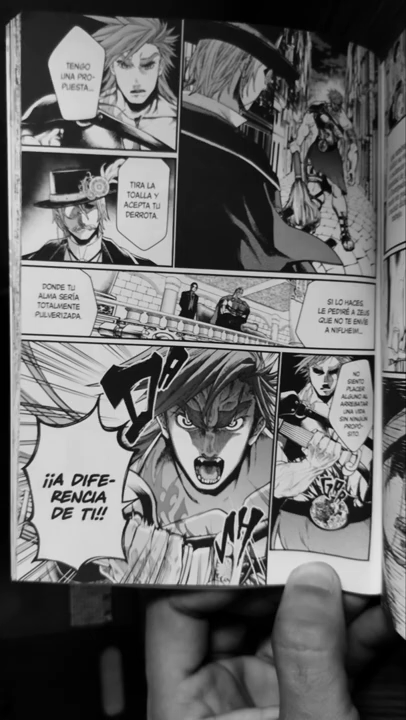 TENGO
UNA PRO-
PUESTA...
TIRA LA
TOALLA Y
ACEPTA TU
DERROTA.
SI LO HACES,
LE PEDIRÉ A ZEUS
QUE NO TE ENVÍE
A NIFLHEIM...
DONDE TU
ALMA SERÍA
TOTALMENTE
PULVERIZADA.
NO
SIENTO
PLACER
ALGUNO AL
ARREBATAR
UNA VIDA
SIN NINGÚN
PROPÓ-
SITO.
¡¡A DIFE-
RENCIA
DE TI!!